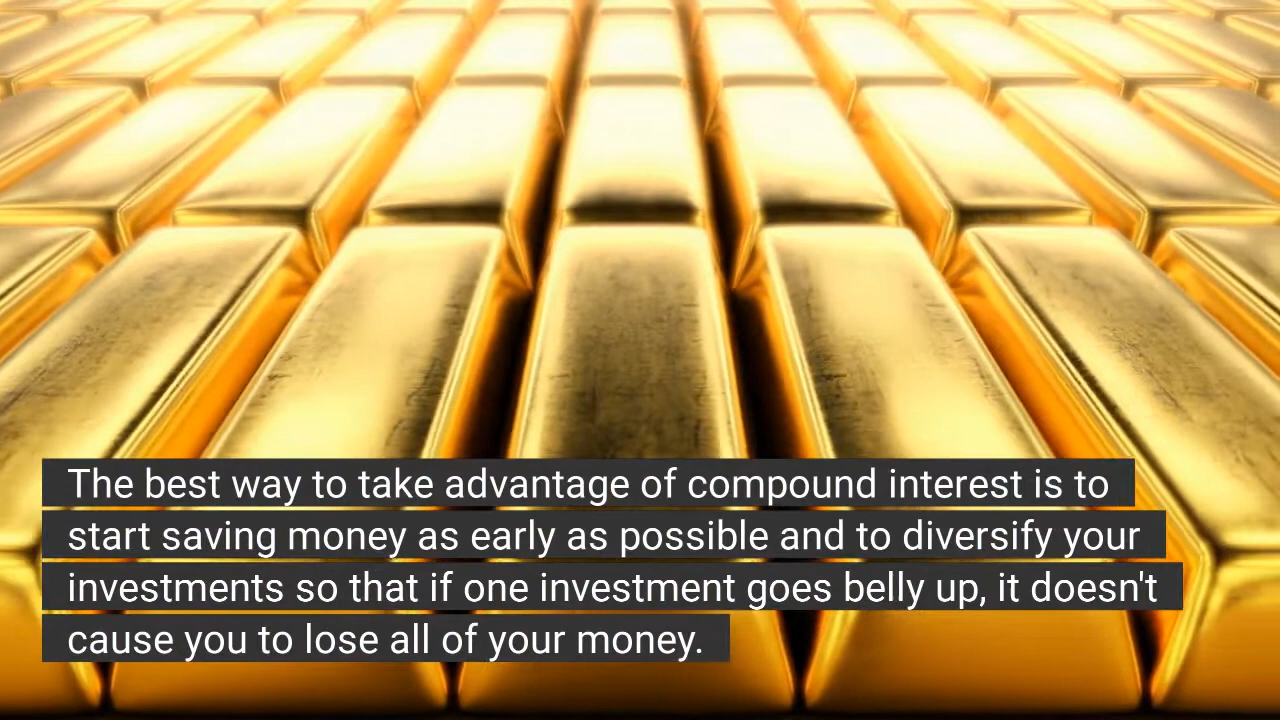 The best way to take advantage of compound interest is to
start saving money as early as possible and to diversify your
investments so that if one investment goes belly up, it doesn't
cause you to lose all of your money.